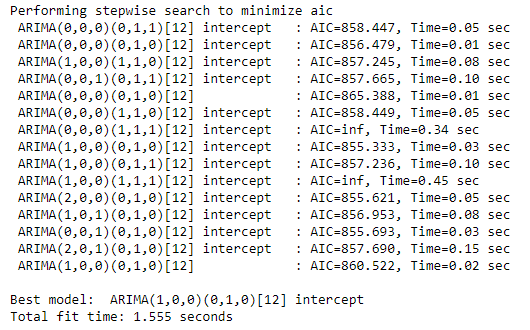 Performing stepwise search to minimize aic
ARIMA(0,0,0)(0,1,1)[12] intercept : AIC=858.447, Time=0.05 sec
ARIMA(0,0,0)(0,1,0)[12] intercept : AIC=856.479, Time=0.01 sec
ARIMA(1,0,0)(1,1,0)[12] intercept : AIC=857.245, Time=0.08 sec
ARIMA(0,0,1)(0,1,1)[12] intercept : AIC=857.665, Time=0.10 sec
ARIMA(0,0,0)(0,1,0)[12] : AIC=865.388, Time=0.01 sec
ARIMA(0,0,0)(1,1,0)[12] intercept : AIC=858.449, Time=0.05 sec
ARIMA(0,0,0)(1,1,1)[12] intercept : AIC=inf, Time=0.34 sec
ARIMA(1,0,0)(0,1,0)[12] intercept : AIC=855.333, Time=0.03 sec
ARIMA(1,0,0)(0,1,1)[12] intercept : AIC=857.236, Time=0.10 sec
ARIMA(1,0,0)(1,1,1)[12] intercept : AIC=inf, Time=0.45 sec
ARIMA(2,0,0)(0,1,0)[12] intercept : AIC=855.621, Time=0.05 sec
ARIMA(1,0,1)(0,1,0)[12] intercept : AIC=856.953, Time=0.08 sec
ARIMA(0,0,1)(0,1,0)[12] intercept : AIC=855.693, Time=0.03 sec
ARIMA(2,0,1)(0,1,0)[12] intercept : AIC=857.690, Time=0.15 sec
ARIMA(1,0,0)(0,1,0)[12] : AIC=860.522, Time=0.02 sec
Best model: ARIMA(1,0,0)(0,1,0)[12] intercept
Total fit time: 1.555 seconds